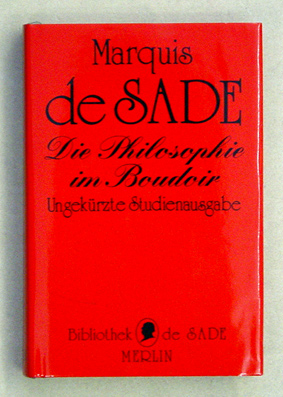 Marquis
de SADE
Die Philosophie
im Boudoir
Ungekürzte Studienausgabe
Bibliothek de SADE
MERLIN